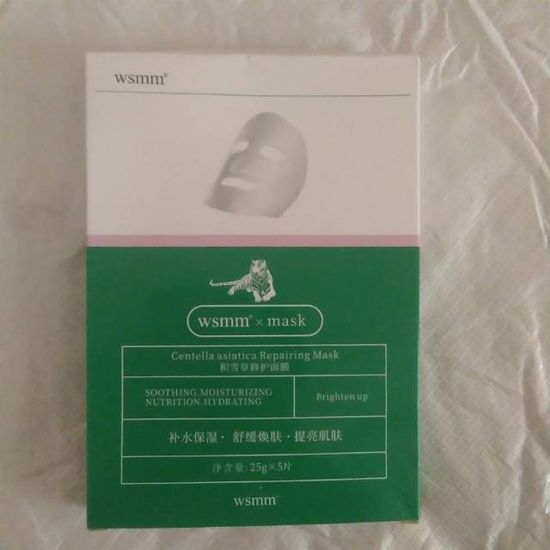 wsmm®
wsmm® × mask
Centella asiatica Repairing Mask
积雪草修护面膜
SOOTHING.MOISTURIZING
NUTRITION.HYDRATING
Brighten up
补水保湿·舒缓焕肤·提亮肌肤
净含量:25g×5片
wsmm®